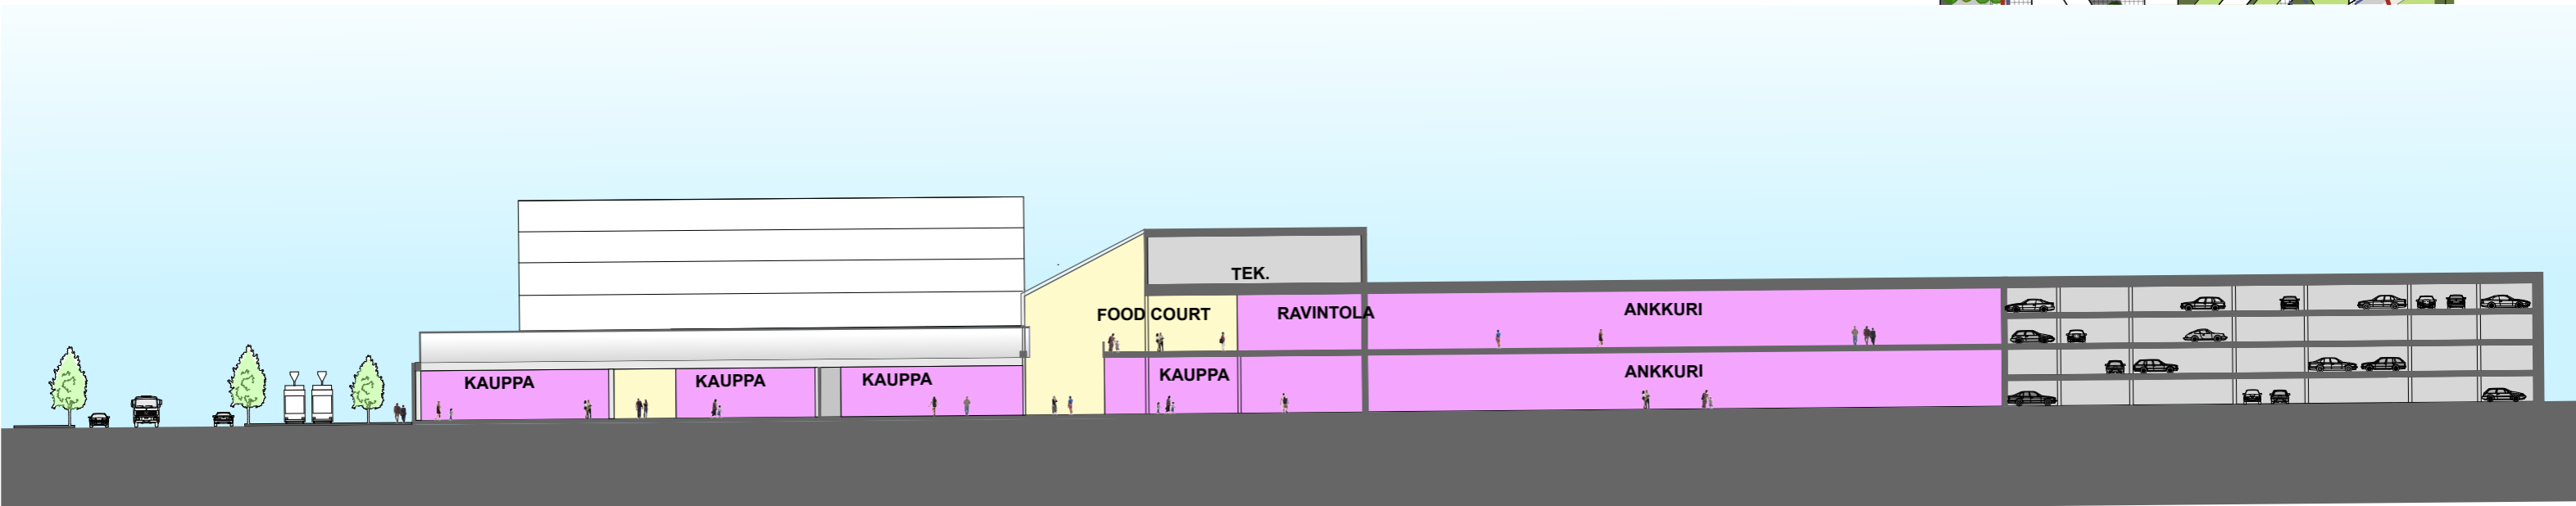 TEK.
FOOD COURT
RAVINTOLA
ANKKURI
KAUPPA
KAUPPA
KAUPPA
KAUPPA
ANKKURI